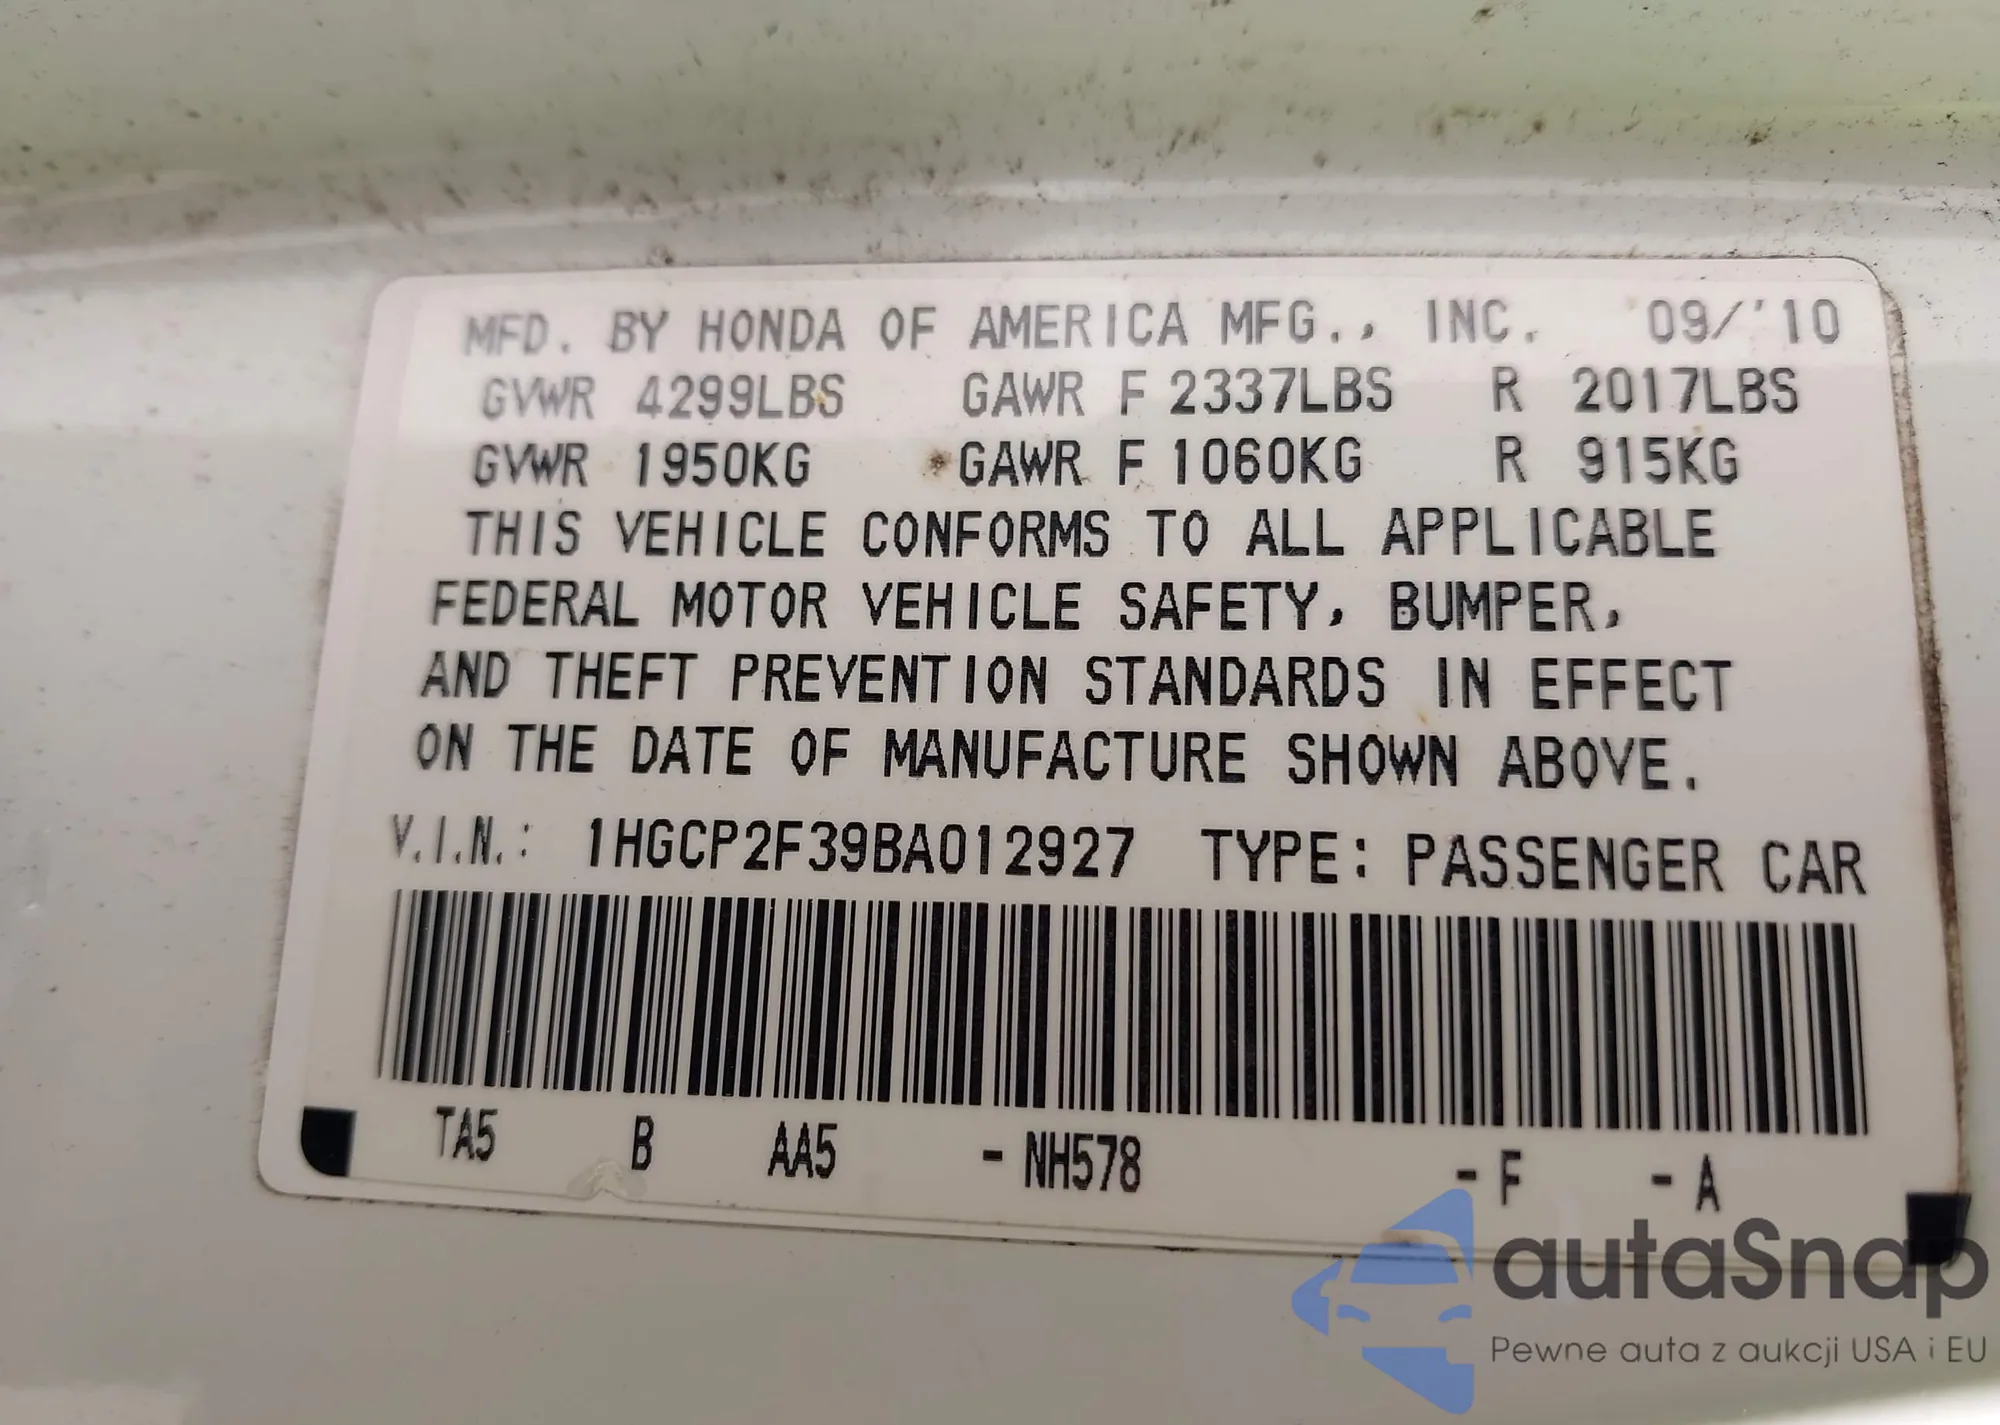 MFD. BY HONDA OF AMERICA MFG., INC. 09/'10
GVWR 4299LBS GAWR F 2337LBS R 2017LBS
GVWR 1950KG GAWR F 1060KG R 915KG
THIS VEHICLE CONFORMS TO ALL APPLICABLE
FEDERAL MOTOR VEHICLE SAFETY, BUMPER,
AND THEFT PREVENTION STANDARDS IN EFFECT
ON THE DATE OF MANUFACTURE SHOWN ABOVE.
V.I.N.: 1HGCP2F39BA012927 TYPE: PASSENGER CAR
TA5 B AA5 - NH578 - F - A
autaSnap
Pewne auta z aukcji USA i EU